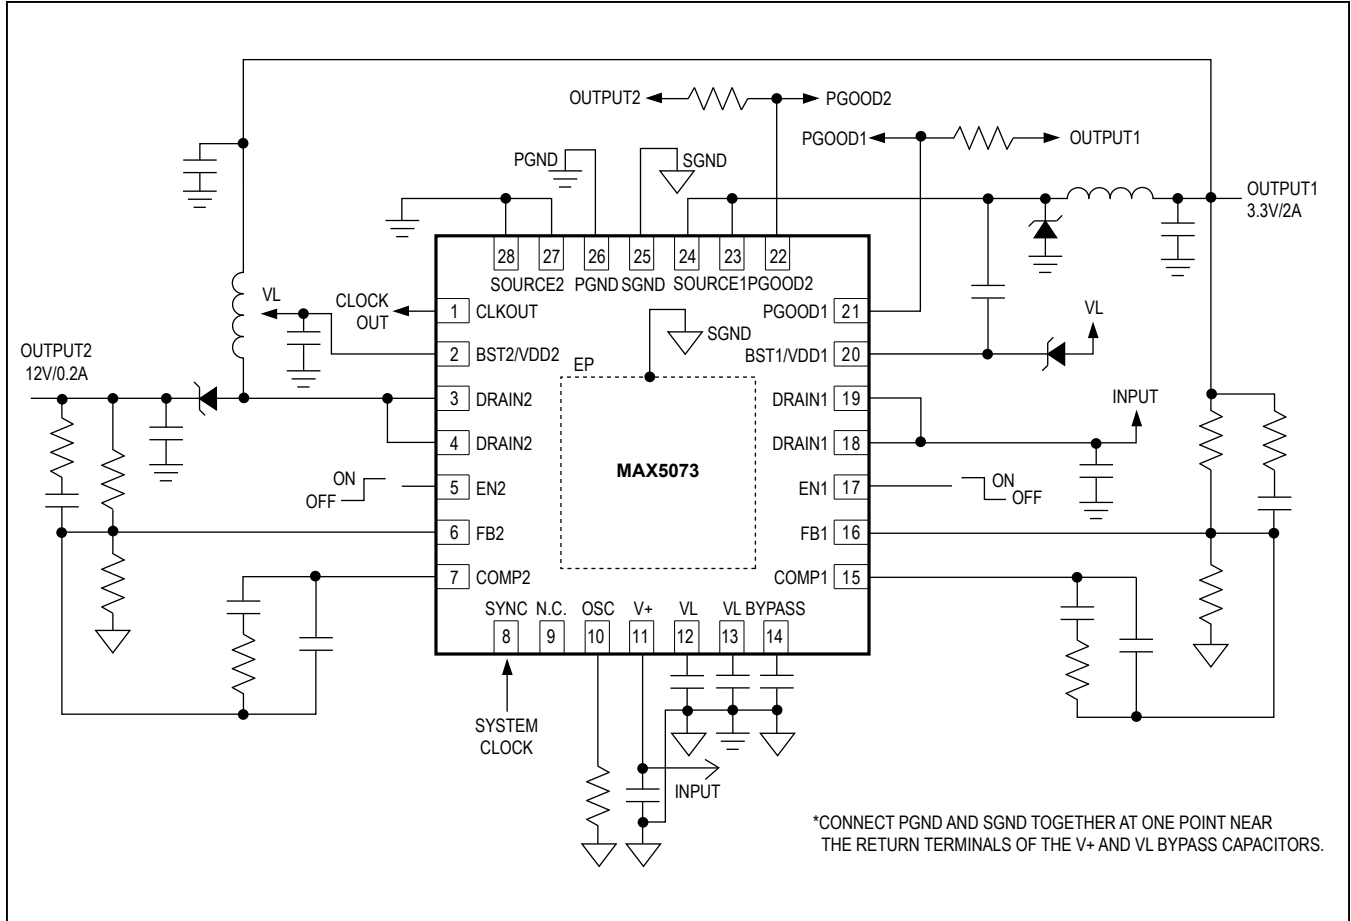 OUTPUT2
PGOOD2
PGOOD1
OUTPUT1
PGND
SGND
OUTPUT1
3.3V/2A
28
27
26
25
24
23
22
SOURCE2
PGND
SGND
SOURCE1
PGOOD2
VL
CLOCK
OUT
1
CLKOUT
PGOOD1
21
VL
SGND
OUTPUT2
12V/0.2A
2
BST2/VDD2
BST1/VDD1
20
EP
3
DRAIN2
DRAIN1
19
INPUT
4
DRAIN2
DRAIN1
18
MAX5073
ON
OFF
5
EN2
EN1
17
ON
OFF
6
FB2
FB1
16
7
COMP2
COMP1
15
SYNC
N.C.
OSC
V+
VL
VL
BYPASS
8
9
10
11
12
13
14
SYSTEM
CLOCK
INPUT
*CONNECT PGND AND SGND TOGETHER AT ONE POINT NEAR
THE RETURN TERMINALS OF THE V+ AND VL BYPASS CAPACITORS.